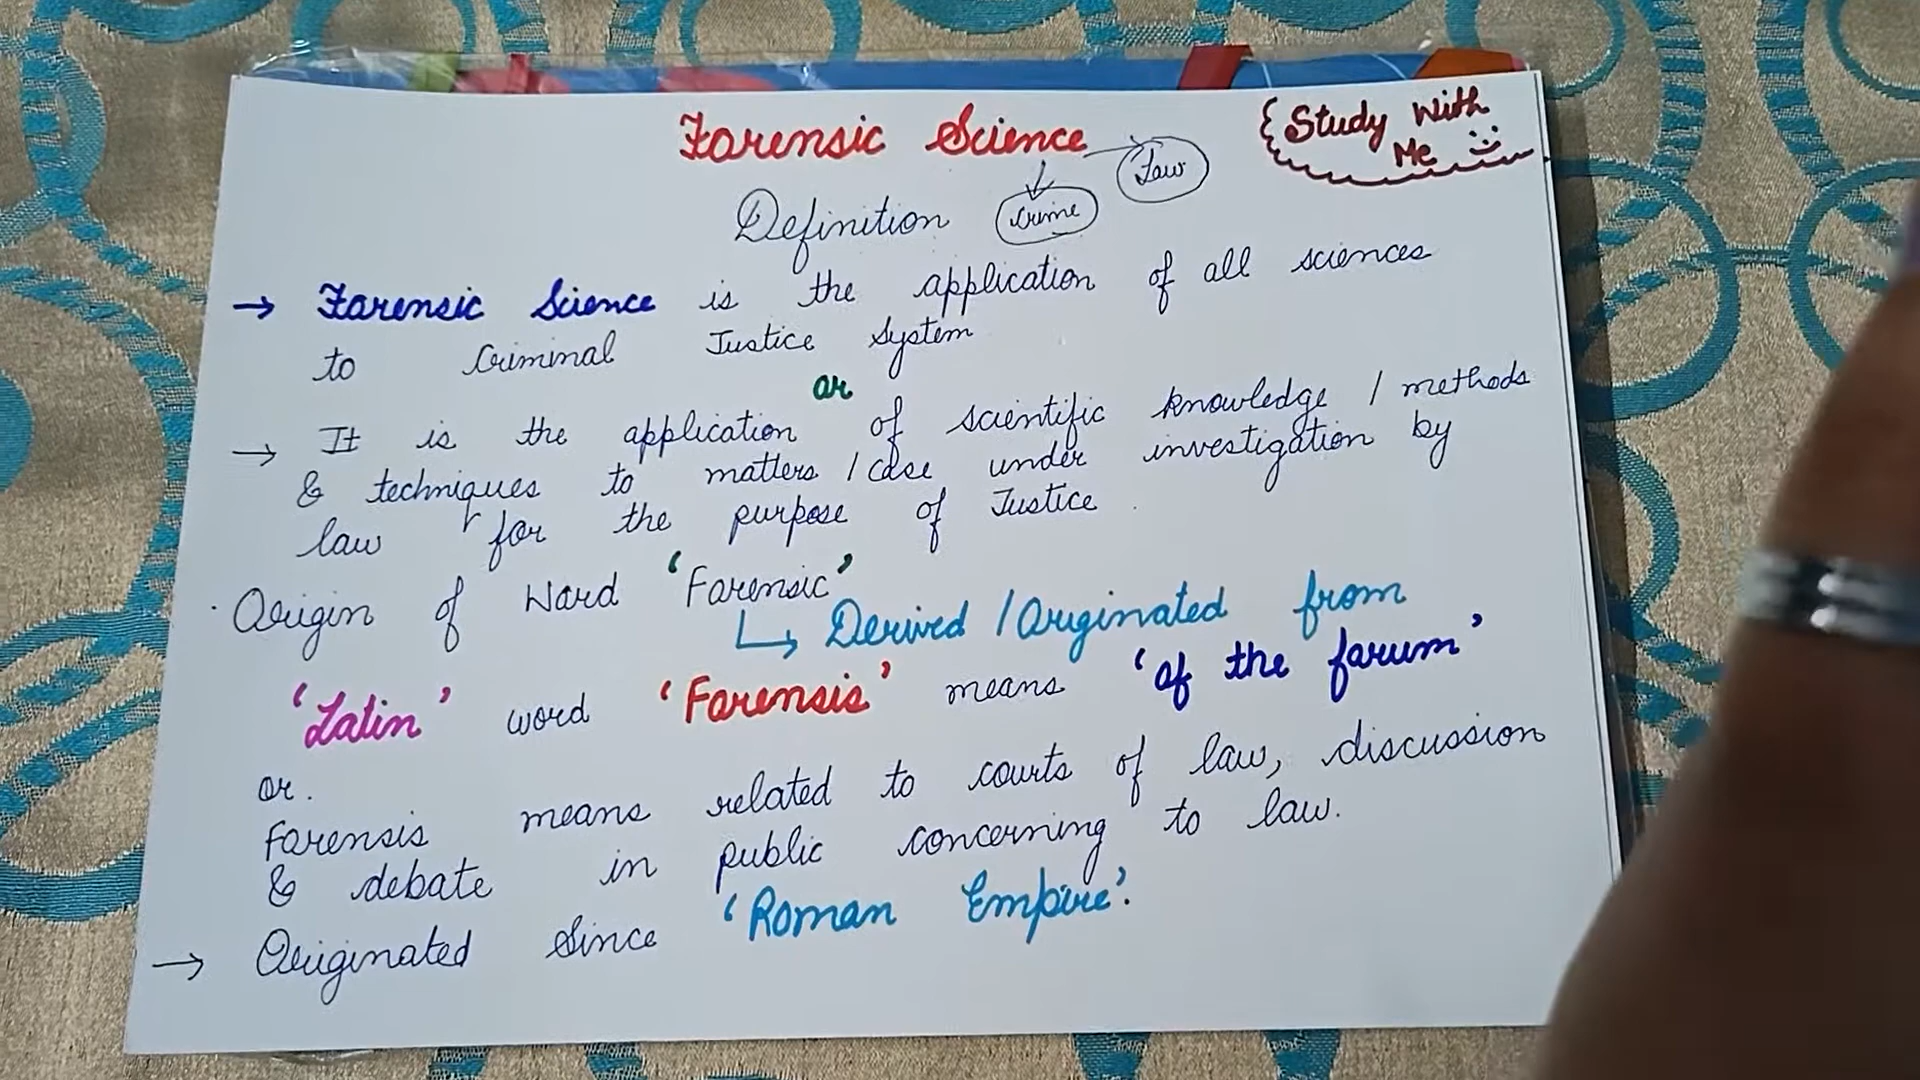 Forensic Science
Study With
Me
Law
Definition
Crime
→ Forensic Science is the application of all sciences
to Criminal Justice System
or
→ It is the application of scientific knowledge / methods
& techniques to matters / case under investigation by
law for the purpose of Justice
Origin of Word 'Forensic'
Derived / Originated from
'Latin' word 'Forensis' means 'of the forum'
or.
Forensis means related to courts of law, discussion
& debate in public concerning to law.
→ Originated Since 'Roman Empire'.